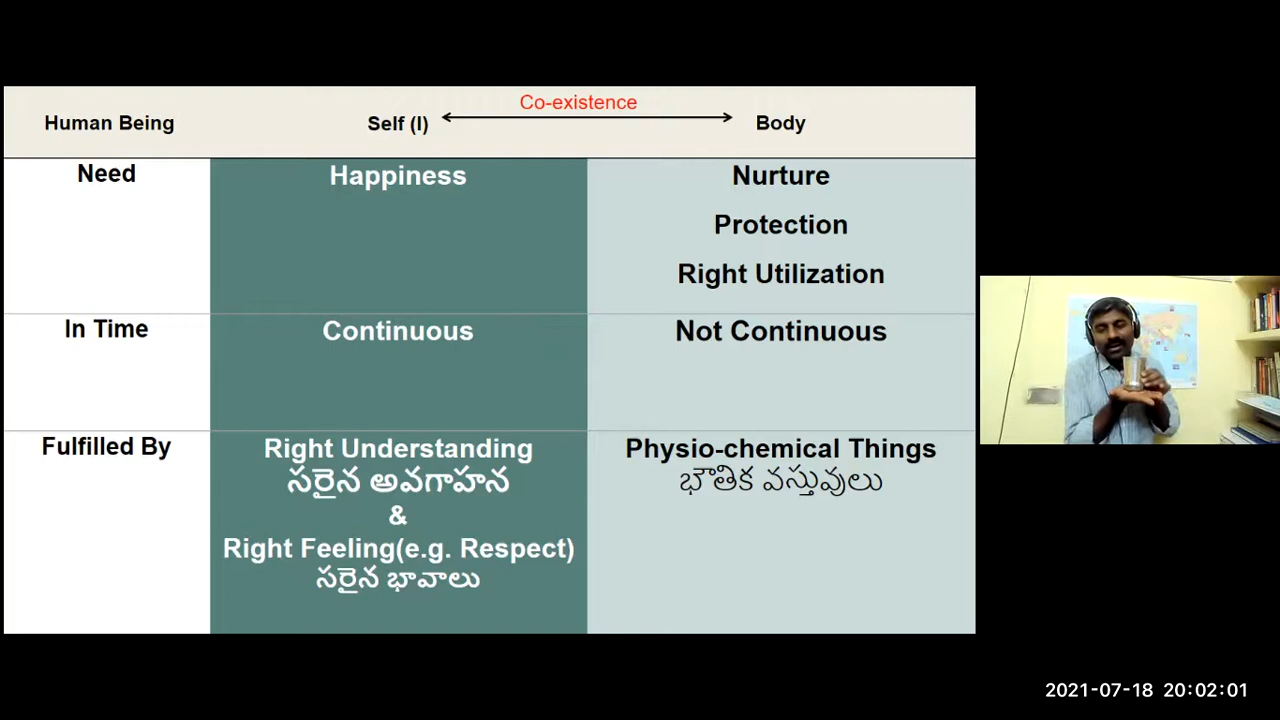 Co-existence
Human Being
Self (I)
Body
Need
Happiness
Nurture
Protection
Right Utilization
In Time
Continuous
Not Continuous
Fulfilled By
Right Understanding
సరైన అవగాహన
&
Right Feeling(e.g. Respect)
సరైన భావాలు
Physio-chemical Things
భౌతిక వస్తువులు
2021-07-18 20:02:01